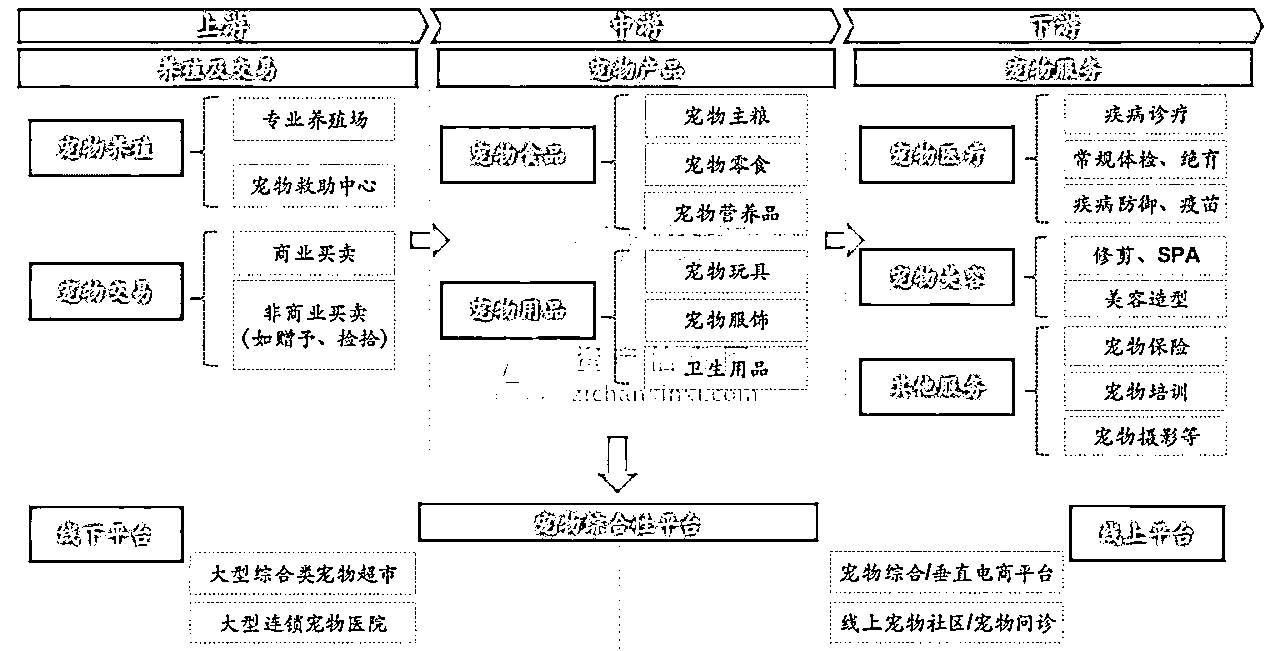 上游
中游
下游
养殖及交易
宠物产品
宠物服务
宠物养殖
专业养殖场
宠物救助中心
宠物交易
商业买卖
非商业买卖
(如赠予、捡拾)
宠物食品
宠物主粮
宠物零食
宠物营养品
宠物用品
宠物玩具
宠物服饰
卫生用品
zichanxinxi.com
宠物医疗
疾病诊疗
常规体检、绝育
疾病防御、疫苗
宠物美容
修剪、SPA
美容造型
其他服务
宠物保险
宠物培训
宠物摄影等
宠物综合性平台
线下平台
大型综合类宠物超市
大型连锁宠物医院
线上平台
宠物综合/垂直电商平台
线上宠物社区/宠物问诊